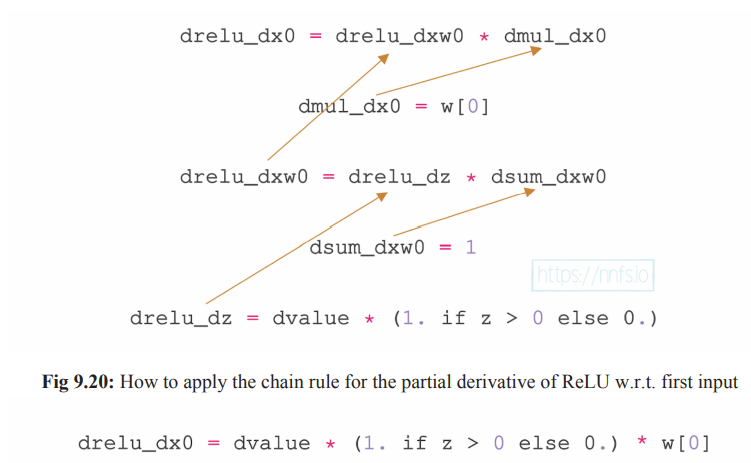 drelu_dx0 = drelu_dxw0 * dmul_dx0
dmul_dx0 = w[0]
drelu_dxw0 = drelu_dz * dsum_dxw0
dsum_dxw0 = 1
https://nnfs.io
drelu_dz = dvalue * (1. if z > 0 else 0.)
Fig 9.20: How to apply the chain rule for the partial derivative of ReLU w.r.t. first input
drelu_dx0 = dvalue * (1. if z > 0 else 0.) * w[0]